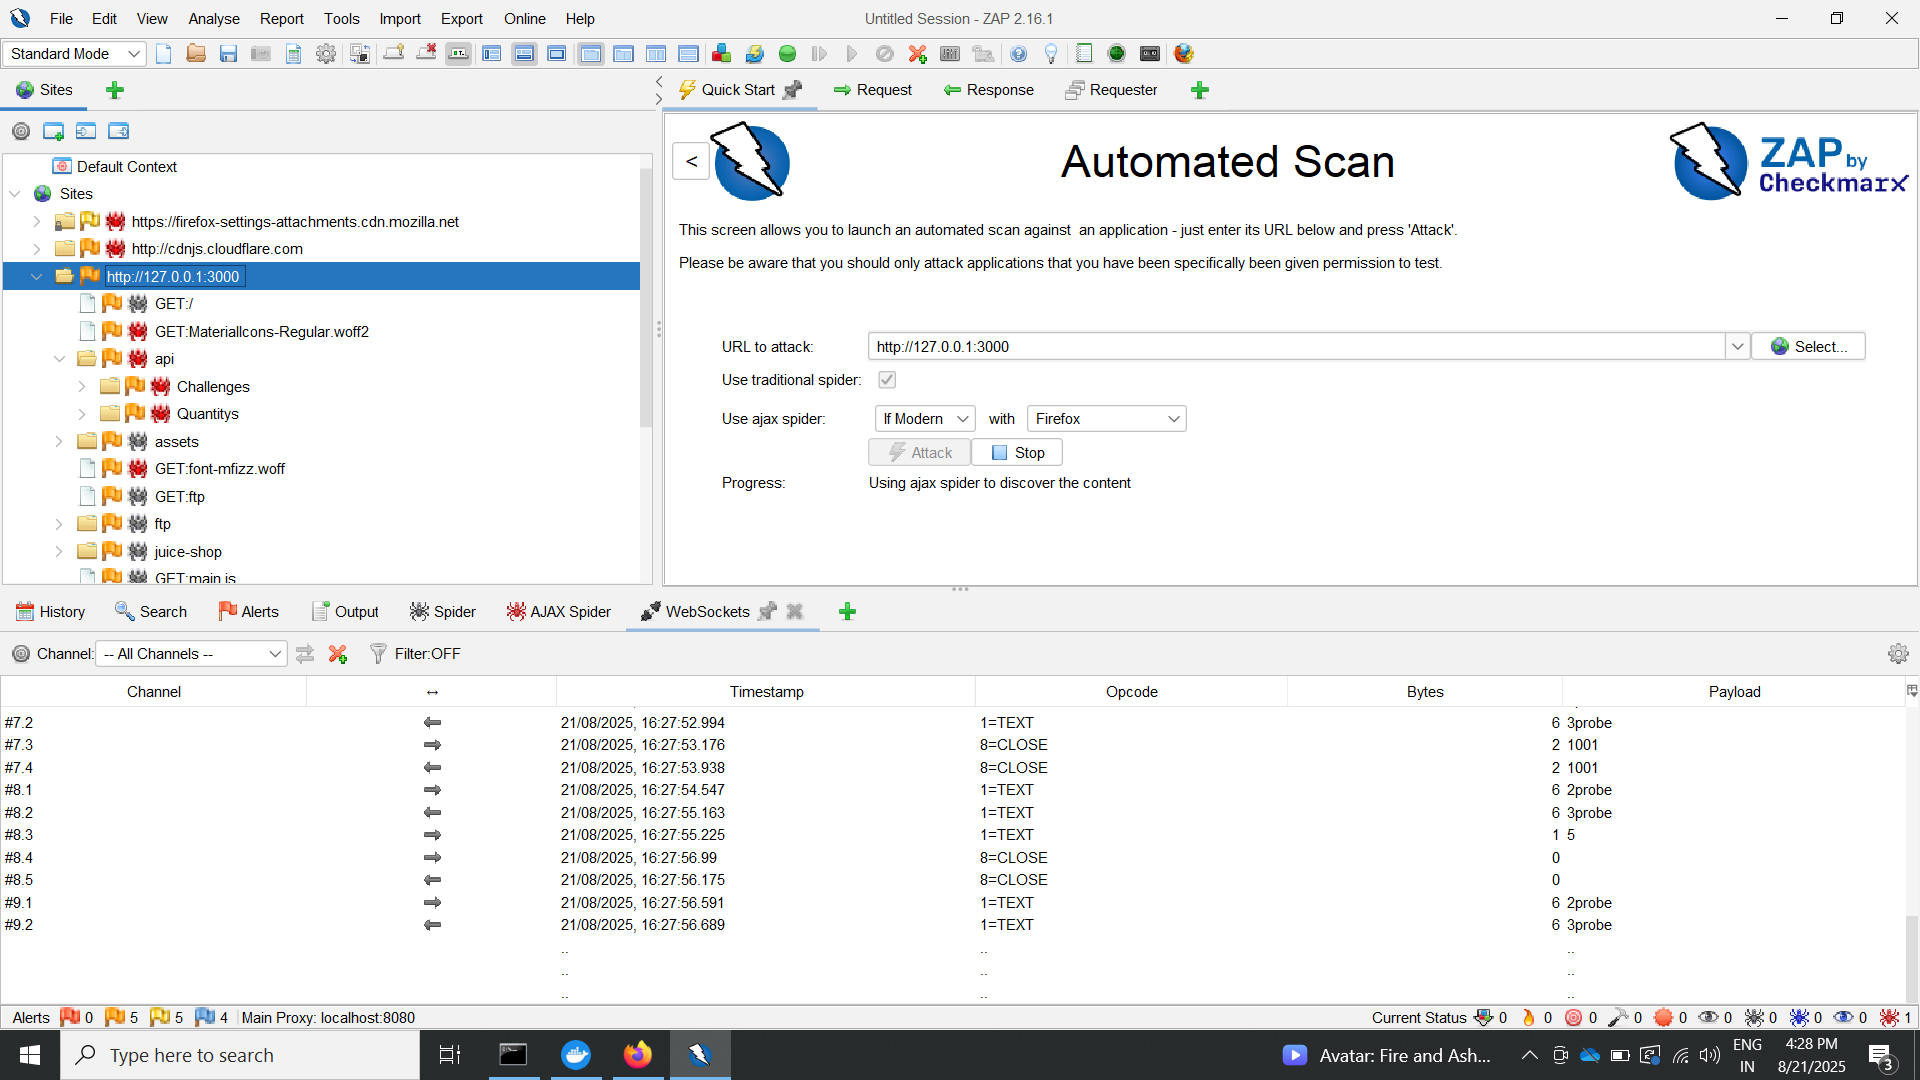 File Edit View Analyse Report Tools Import Export Online Help
Untitled Session - ZAP 2.16.1
Standard Mode
Sites
Quick Start Request Response Requester
Default Context
Sites
https://firefox-settings-attachments.cdn.mozilla.net
http://cdnjs.cloudflare.com
http://127.0.0.1:3000
GET:/
GET:MaterialIcons-Regular.woff2
api
Challenges
Quantitys
assets
GET:font-mfizz.woff
GET:ftp
ftp
juice-shop
GET:main.js
<
Automated Scan
ZAP by
Checkmarx
This screen allows you to launch an automated scan against an application - just enter its URL below and press 'Attack'.
Please be aware that you should only attack applications that you have been specifically been given permission to test.
URL to attack: http://127.0.0.1:3000 Select...
Use traditional spider:
Use ajax spider: If Modern with Firefox
Attack Stop
Progress: Using ajax spider to discover the content
History Search Alerts Output Spider AJAX Spider WebSockets
Channel: -- All Channels -- Filter:OFF
Channel ↔ Timestamp Opcode Bytes Payload
#7.2 21/08/2025, 16:27:52.994 1=TEXT 6 3probe
#7.3 21/08/2025, 16:27:53.176 8=CLOSE 2 1001
#7.4 21/08/2025, 16:27:53.938 8=CLOSE 2 1001
#8.1 21/08/2025, 16:27:54.547 1=TEXT 6 2probe
#8.2 21/08/2025, 16:27:55.163 1=TEXT 6 3probe
#8.3 21/08/2025, 16:27:55.225 1=TEXT 1 5
#8.4 21/08/2025, 16:27:56.99 8=CLOSE 0
#8.5 21/08/2025, 16:27:56.175 8=CLOSE 0
#9.1 21/08/2025, 16:27:56.591 1=TEXT 6 2probe
#9.2 21/08/2025, 16:27:56.689 1=TEXT 6 3probe
.. .. ..
.. .. ..
.. .. ..
Alerts 0 5 5 4 Main Proxy: localhost:8080 Current Status 0 0 0 0 0 0 0 0 0 1
Type here to search
Avatar: Fire and Ash...
ENG
IN
4:28 PM
8/21/2025
3